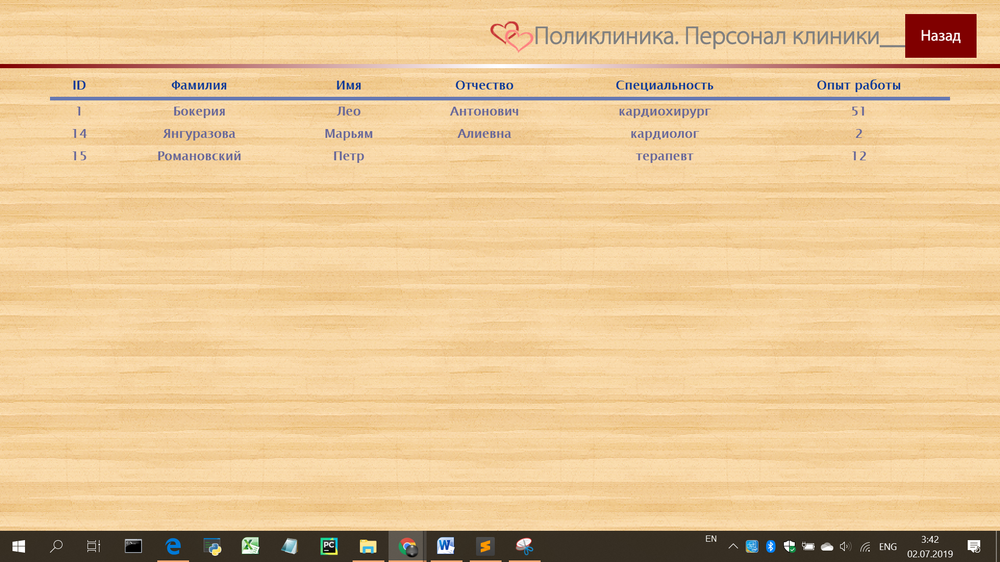 Поликлиника. Персонал клиники__
Назад
ID Фамилия Имя Отчество Специальность Опыт работы
1 Бокерия Лео Антонович кардиохирург 51
14 Янгуразова Марьям Алиевна кардиолог 2
15 Романовский Петр терапевт 12
EN
ENG
3:42
02.07.2019